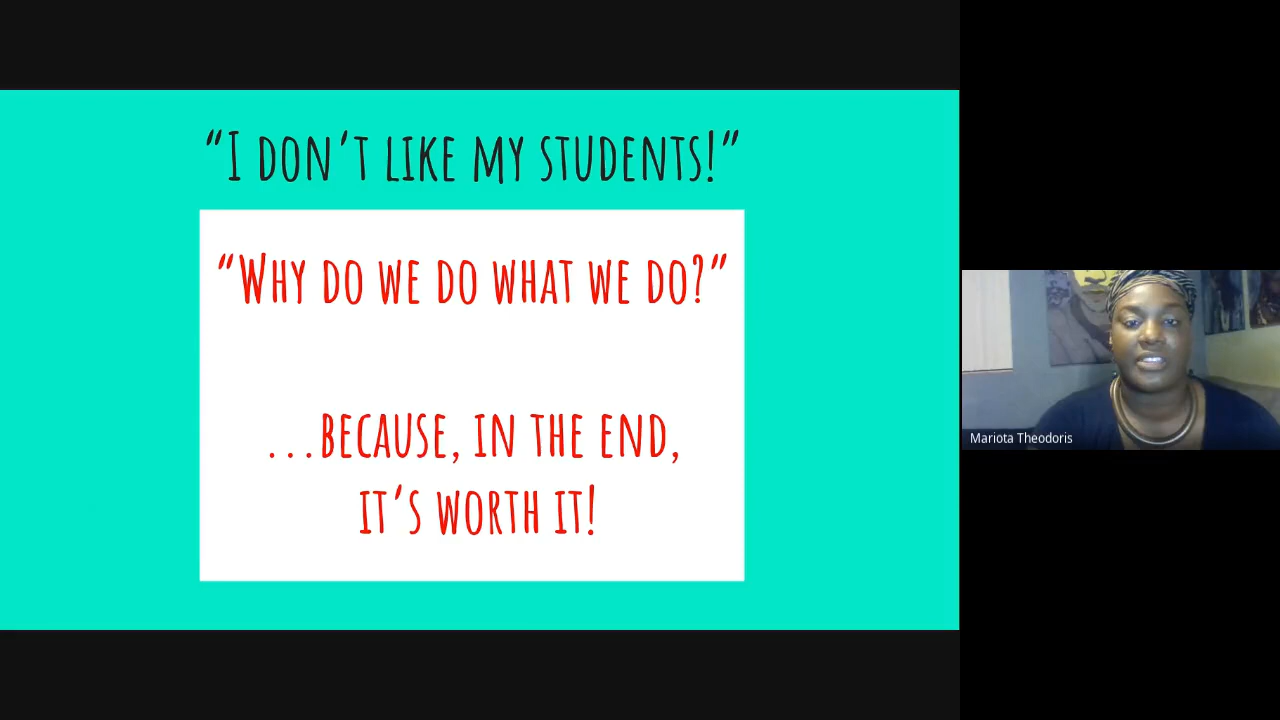 “I don’t like my students!”
“Why do we do what we do?”
...because, in the end,
it’s worth it!
Mariota Theodoris